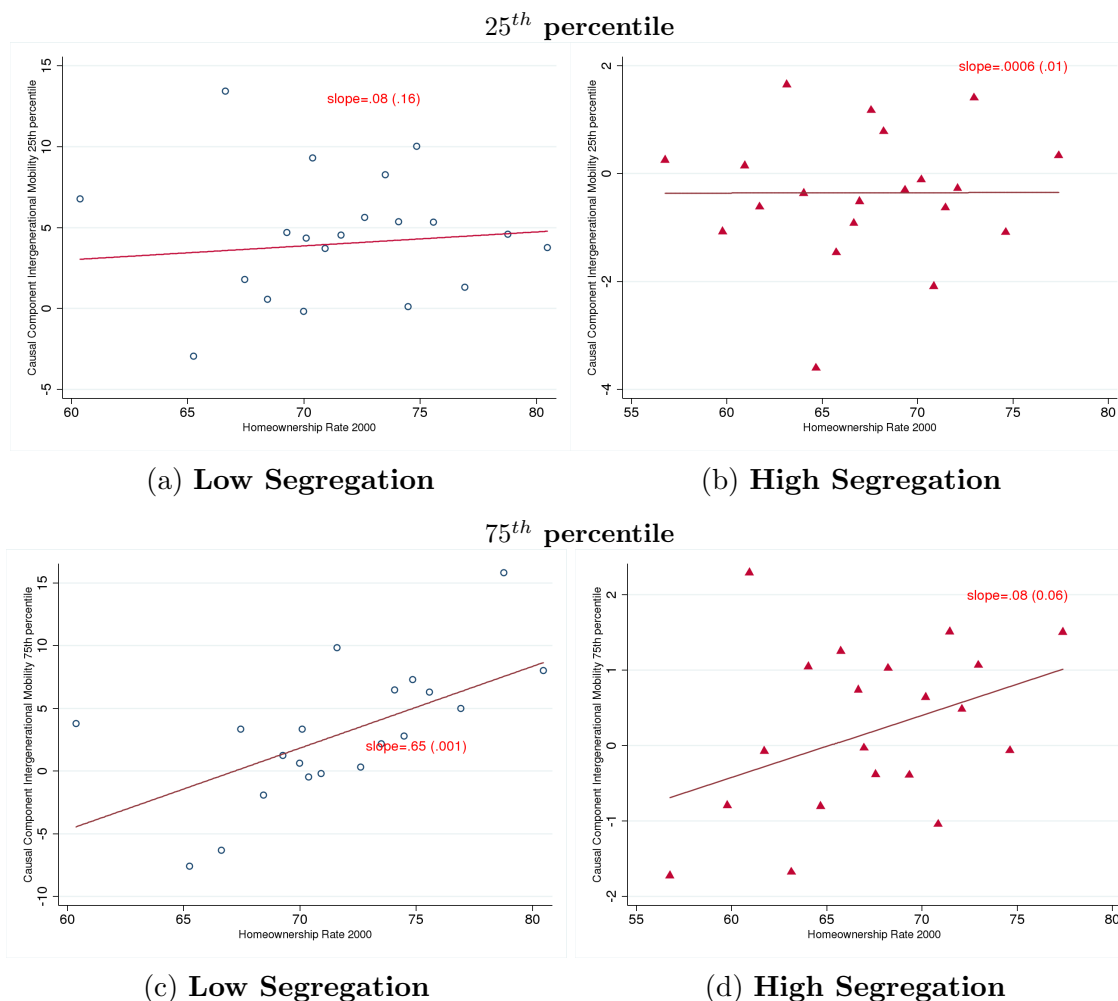 25th percentile
Causal Component Intergenerational Mobility 25th percentile
15
10
5
0
-5
slope=.08 (.16)
60 65 70 75 80
Homeownership Rate 2000
(a) Low Segregation
Causal Component Intergenerational Mobility 25th percentile
2
0
-2
-4
slope=.0006 (.01)
55 60 65 70 75 80
Homeownership Rate 2000
(b) High Segregation
75th percentile
Causal Component Intergenerational Mobility 75th percentile
15
10
5
0
-5
-10
slope=.65 (.001)
60 65 70 75 80
Homeownership Rate 2000
(c) Low Segregation
Causal Component Intergenerational Mobility 75th percentile
2
1
0
-1
-2
slope=.08 (0.06)
55 60 65 70 75 80
Homeownership Rate 2000
(d) High Segregation